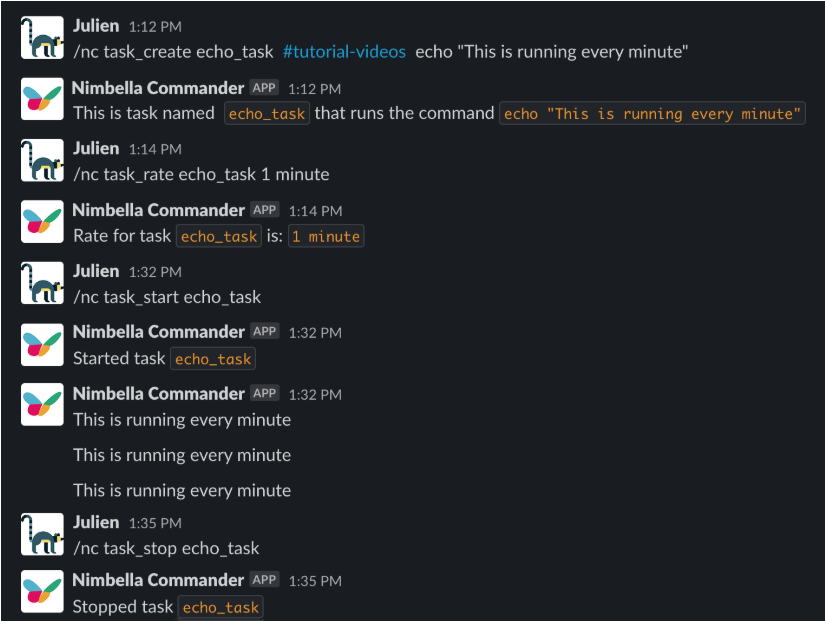 Julien 1:12 PM
/nc task_create echo_task #tutorial-videos echo "This is running every minute"
Nimbella Commander APP 1:12 PM
This is task named echo_task that runs the command echo "This is running every minute"
Julien 1:14 PM
/nc task_rate echo_task 1 minute
Nimbella Commander APP 1:14 PM
Rate for task echo_task is: 1 minute
Julien 1:32 PM
/nc task_start echo_task
Nimbella Commander APP 1:32 PM
Started task echo_task
Nimbella Commander APP 1:32 PM
This is running every minute
This is running every minute
This is running every minute
Julien 1:35 PM
/nc task_stop echo_task
Nimbella Commander APP 1:35 PM
Stopped task echo_task